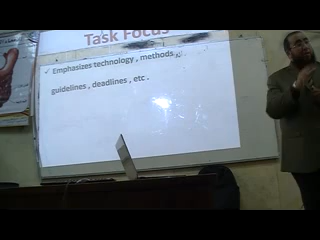 Task Focus
✓ Emphasizes technology , methods ,
guidelines , deadlines , etc .